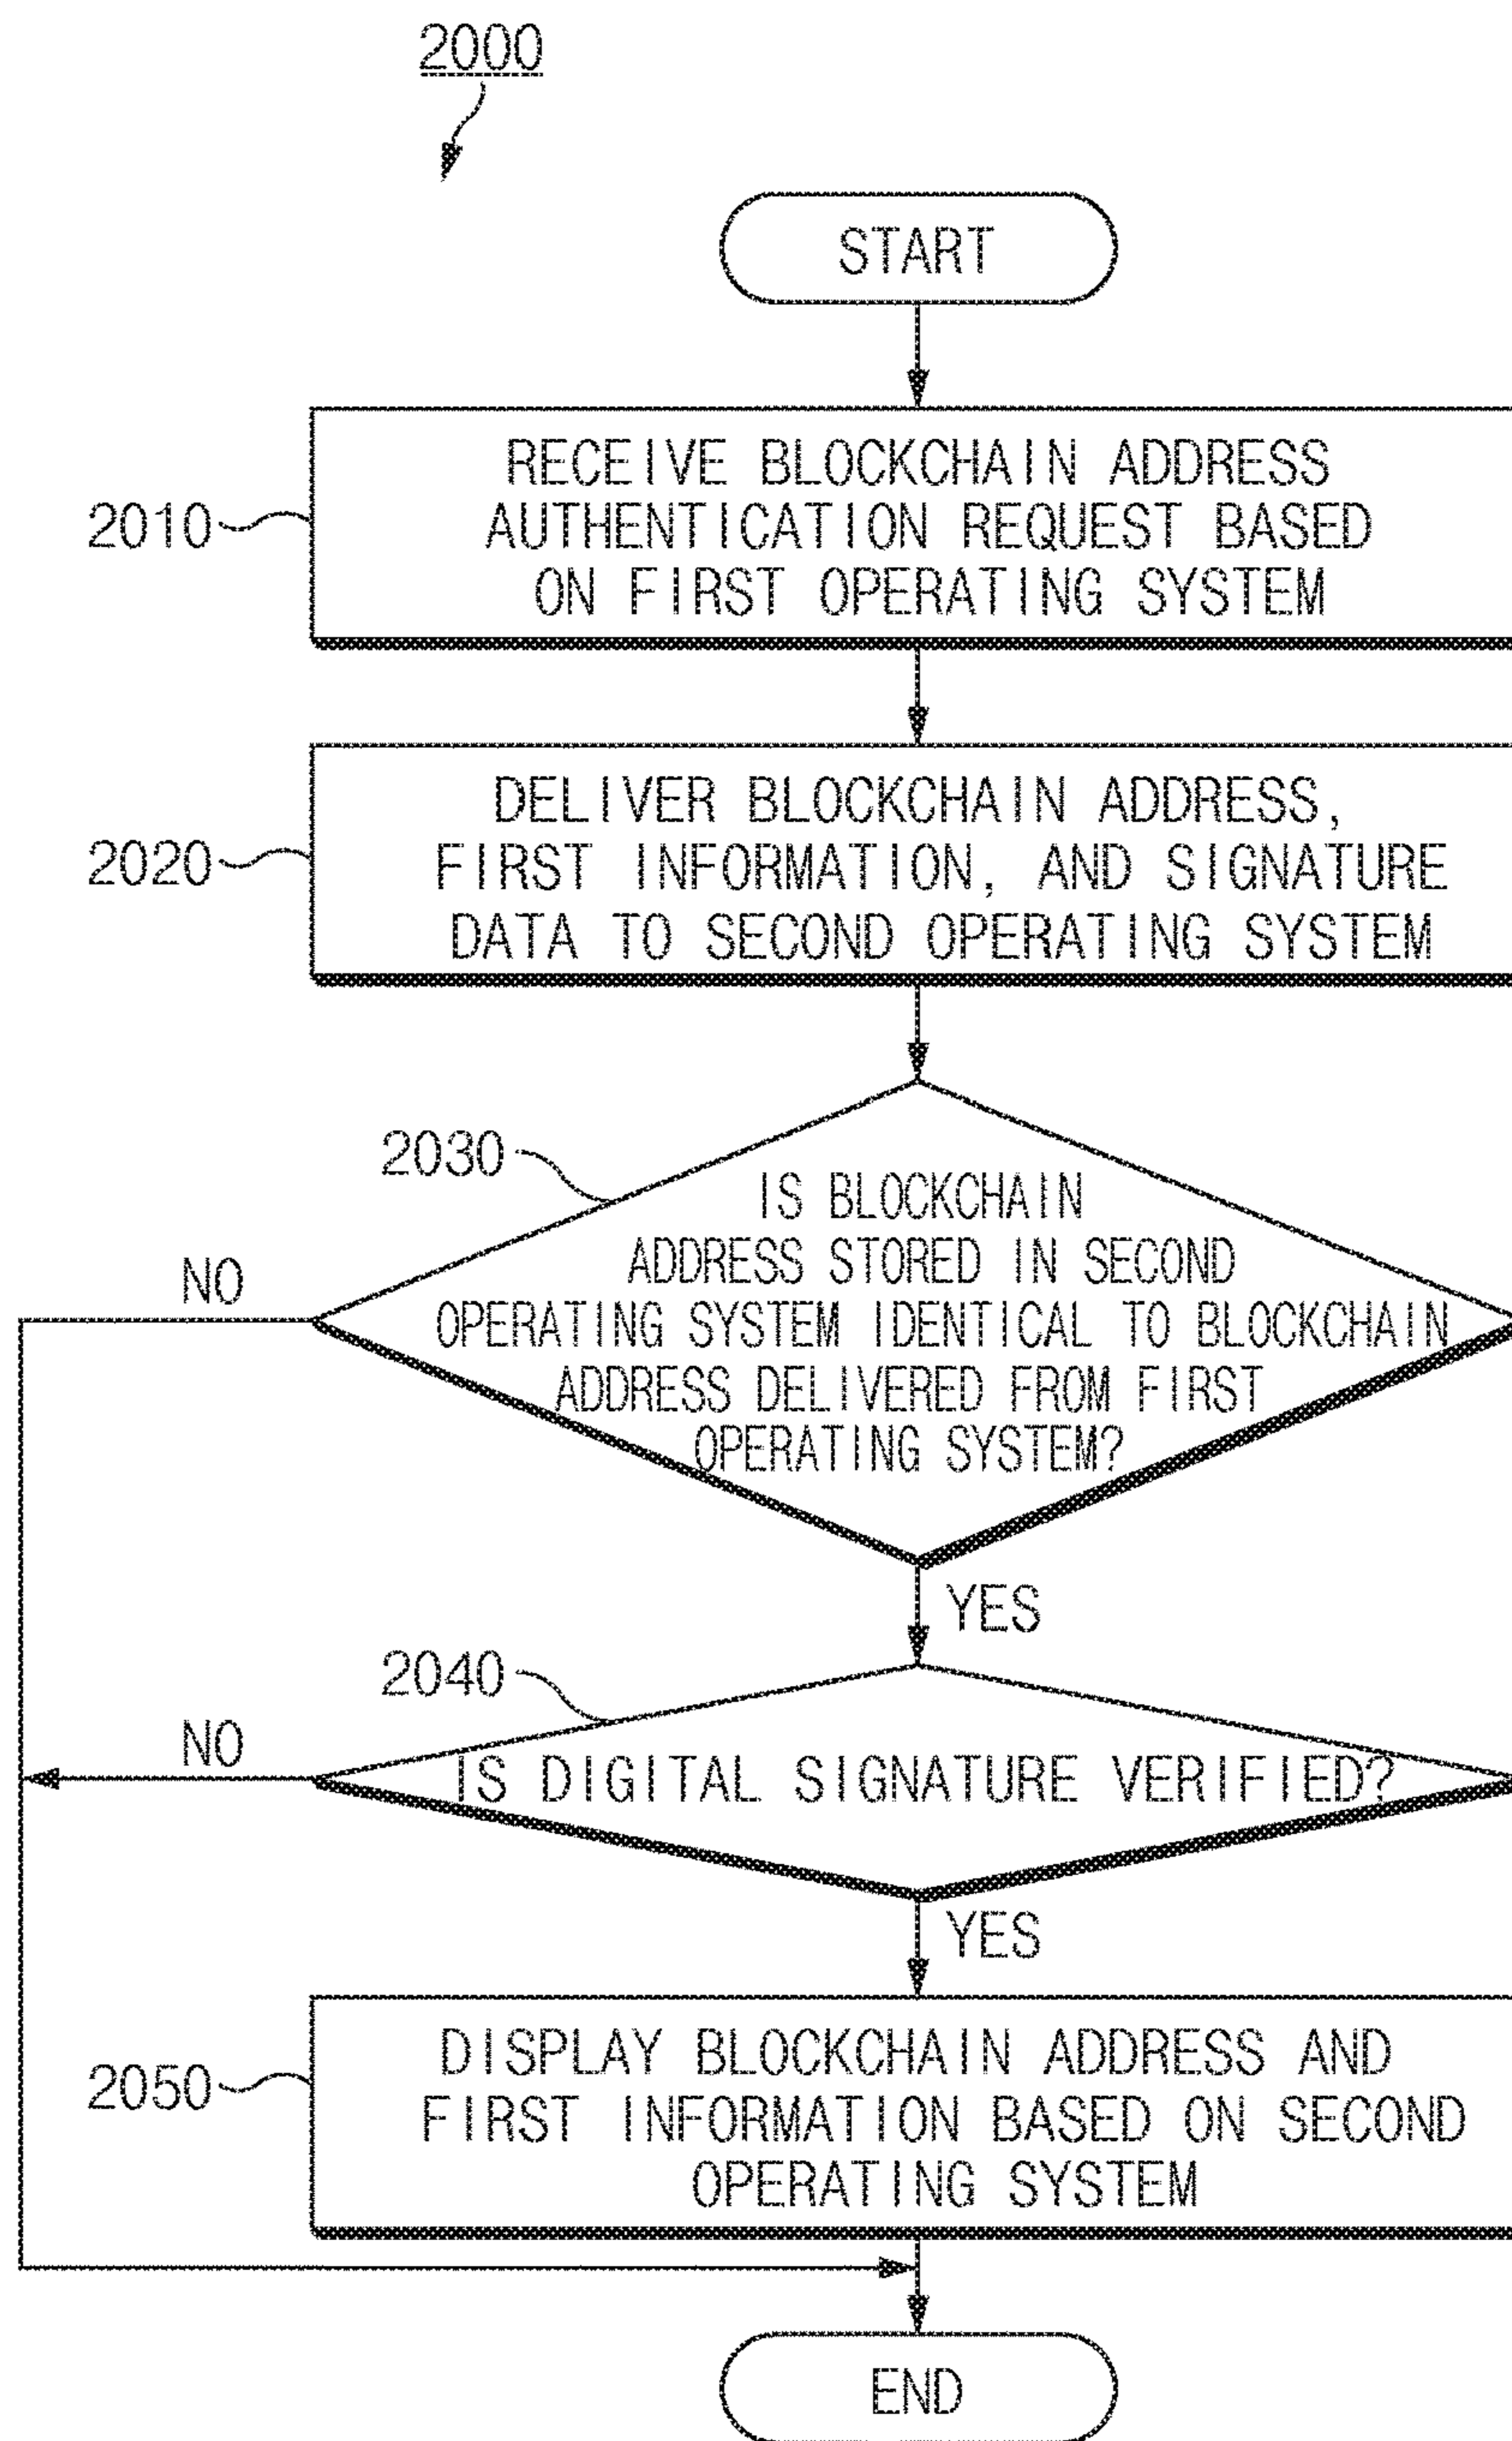 2000
START
2010
RECEIVE BLOCKCHAIN ADDRESS
AUTHENTICATION REQUEST BASED
ON FIRST OPERATING SYSTEM
2020
DELIVER BLOCKCHAIN ADDRESS,
FIRST INFORMATION, AND SIGNATURE
DATA TO SECOND OPERATING SYSTEM
2030
IS BLOCKCHAIN
ADDRESS STORED IN SECOND
OPERATING SYSTEM IDENTICAL TO BLOCKCHAIN
ADDRESS DELIVERED FROM FIRST
OPERATING SYSTEM?
NO
YES
2040
IS DIGITAL SIGNATURE VERIFIED?
NO
YES
2050
DISPLAY BLOCKCHAIN ADDRESS AND
FIRST INFORMATION BASED ON SECOND
OPERATING SYSTEM
END